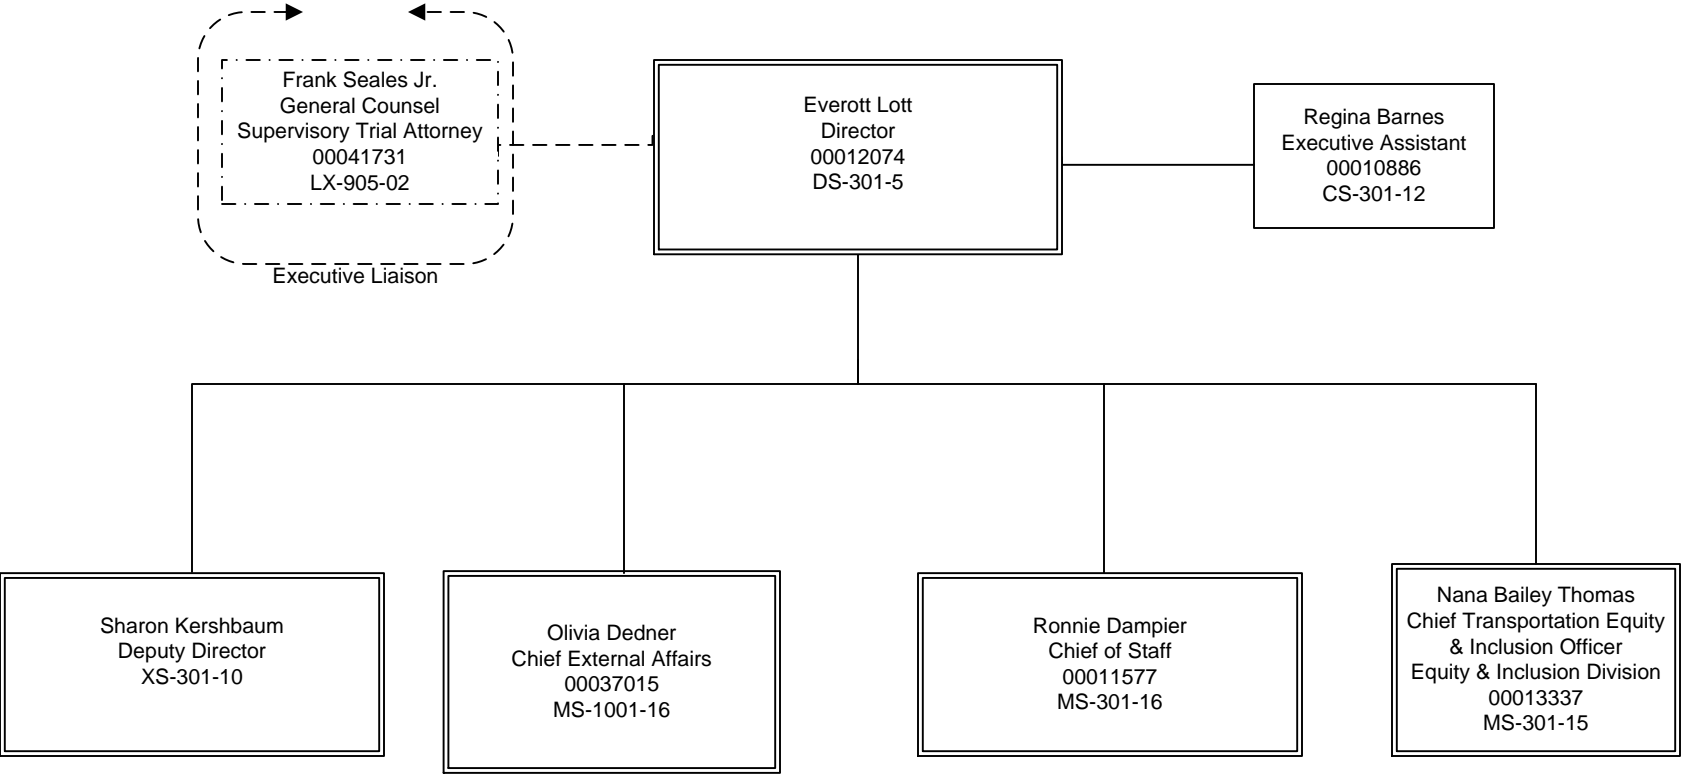 Frank Seales Jr.
General Counsel
Supervisory Trial Attorney
00041731
LX-905-02
Executive Liaison
Everott Lott
Director
00012074
DS-301-5
Regina Barnes
Executive Assistant
00010886
CS-301-12
Sharon Kershbaum
Deputy Director
XS-301-10
Olivia Dedner
Chief External Affairs
00037015
MS-1001-16
Ronnie Dampier
Chief of Staff
00011577
MS-301-16
Nana Bailey Thomas
Chief Transportation Equity
& Inclusion Officer
Equity & Inclusion Division
00013337
MS-301-15